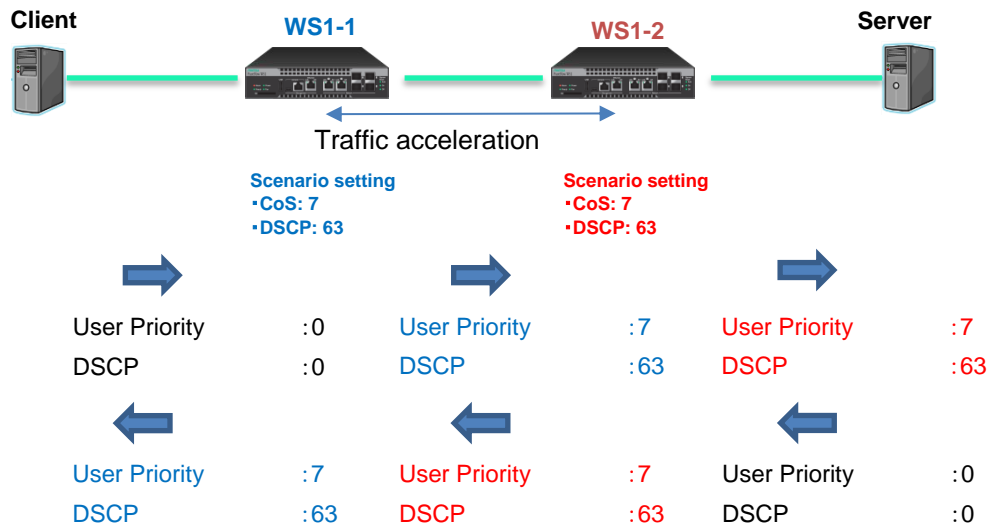 Client
WS1-1
WS1-2
Server
Traffic acceleration
Scenario setting
・CoS: 7
・DSCP: 63
Scenario setting
・CoS: 7
・DSCP: 63
User Priority :0
DSCP :0
User Priority :7
DSCP :63
User Priority :7
DSCP :63
User Priority :7
DSCP :63
User Priority :7
DSCP :63
User Priority :0
DSCP :0